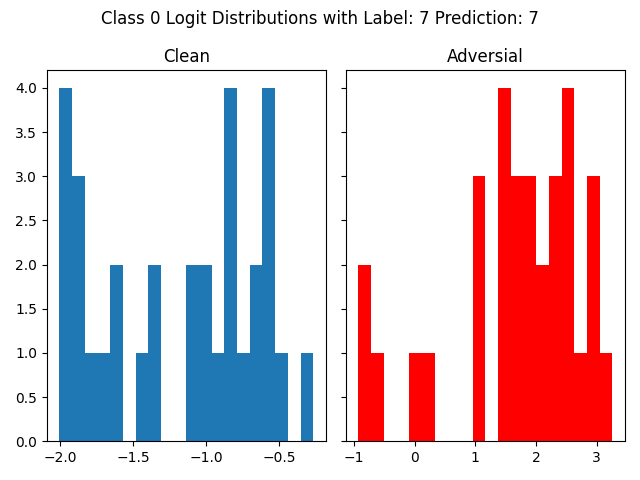 Class 0 Logit Distributions with Label: 7 Prediction: 7
Clean
Adversial
4.0
3.5
3.0
2.5
2.0
1.5
1.0
0.5
0.0
−2.0 −1.5 −1.0 −0.5
−1 0 1 2 3